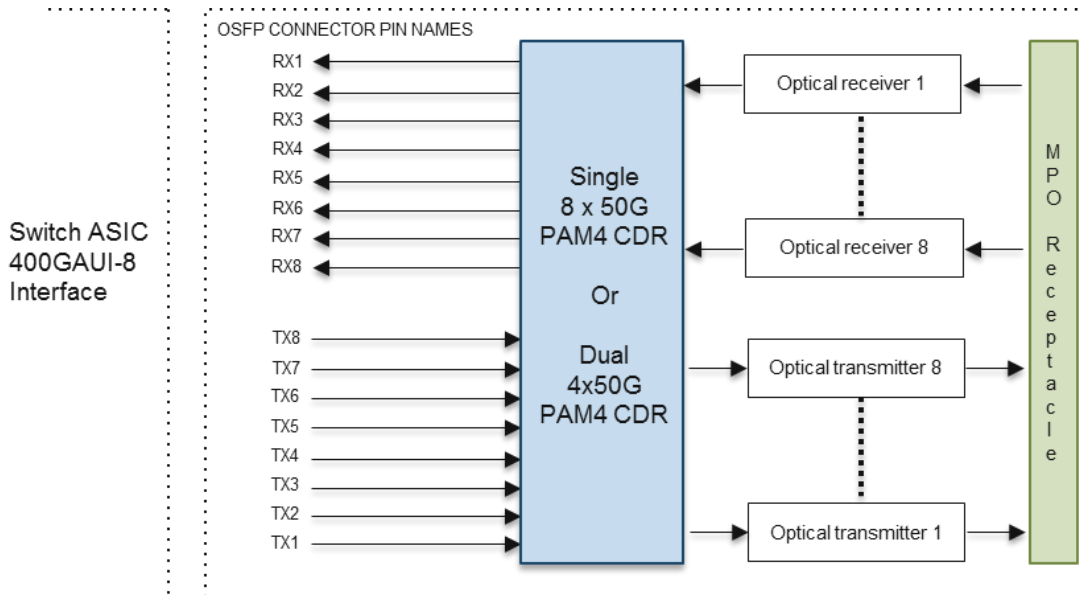 OSFP CONNECTOR PIN NAMES
RX1
RX2
RX3
RX4
RX5
RX6
RX7
RX8
TX8
TX7
TX6
TX5
TX4
TX3
TX2
TX1
Switch ASIC
400GAUI-8
Interface
Single
8 x 50G
PAM4 CDR
Or
Dual
4x50G
PAM4 CDR
Optical receiver 1
Optical receiver 8
Optical transmitter 8
Optical transmitter 1
MPO Receptacle